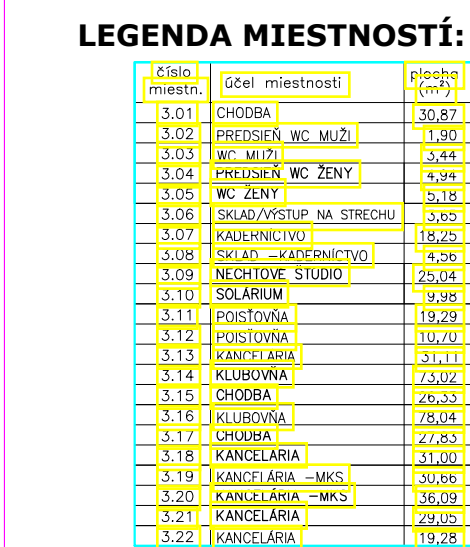 LEGENDA MIESTNOSTÍ:
číslo miestn. účel miestnosti plocha (m²)
3.01 CHODBA 30,87
3.02 PREDSIEŇ WC MUŽI 1,90
3.03 WC MUŽI 3,44
3.04 PREDSIEŇ WC ŽENY 4,94
3.05 WC ŽENY 5,18
3.06 SKLAD/VÝSTUP NA STRECHU 3,65
3.07 KADERNÍCTVO 18,25
3.08 SKLAD –KADERNÍCTVO 4,56
3.09 NECHTOVÉ ŠTÚDIO 25,04
3.10 SOLÁRIUM 9,98
3.11 POISŤOVŇA 19,29
3.12 POISŤOVŇA 10,70
3.13 KANCELÁRIA 31,11
3.14 KLUBOVŇA 73,02
3.15 CHODBA 26,33
3.16 KLUBOVŇA 78,04
3.17 CHODBA 27,83
3.18 KANCELÁRIA 31,00
3.19 KANCELÁRIA –MKS 30,66
3.20 KANCELÁRIA –MKS 36,09
3.21 KANCELÁRIA 29,05
3.22 KANCELÁRIA 19,28